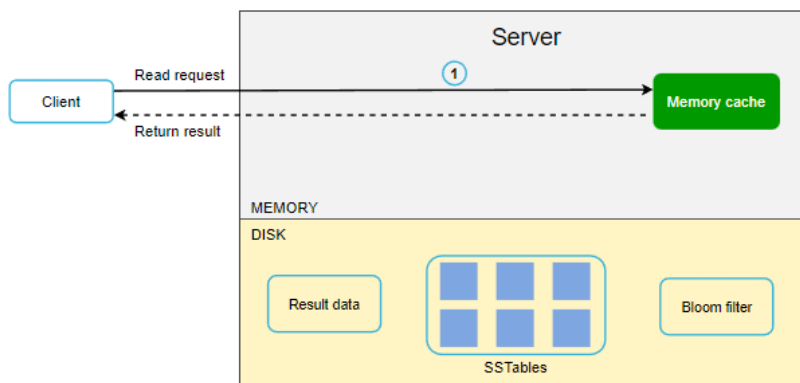 Server
Read request
1
Client
Memory cache
Return result
MEMORY
DISK
Result data
Bloom filter
SSTables